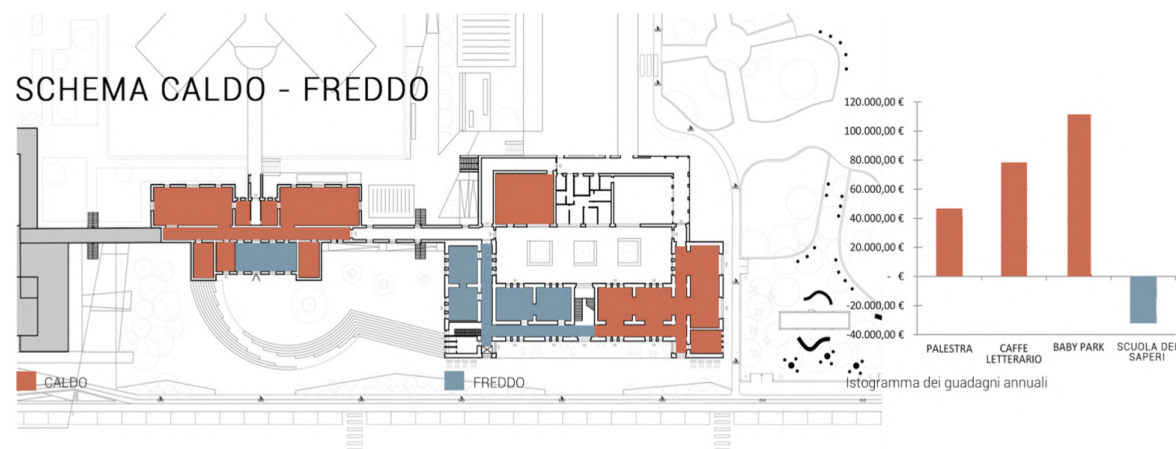 SCHEMA CALDO - FREDDO
120.000,00 €
100.000,00 €
80.000,00 €
60.000,00 €
40.000,00 €
20.000,00 €
- €
-20.000,00 €
-40.000,00 €
PALESTRA
CAFFE LETTERARIO
BABY PARK
SCUOLA DEI SAPERI
CALDO
FREDDO
Istogramma dei guadagni annuali